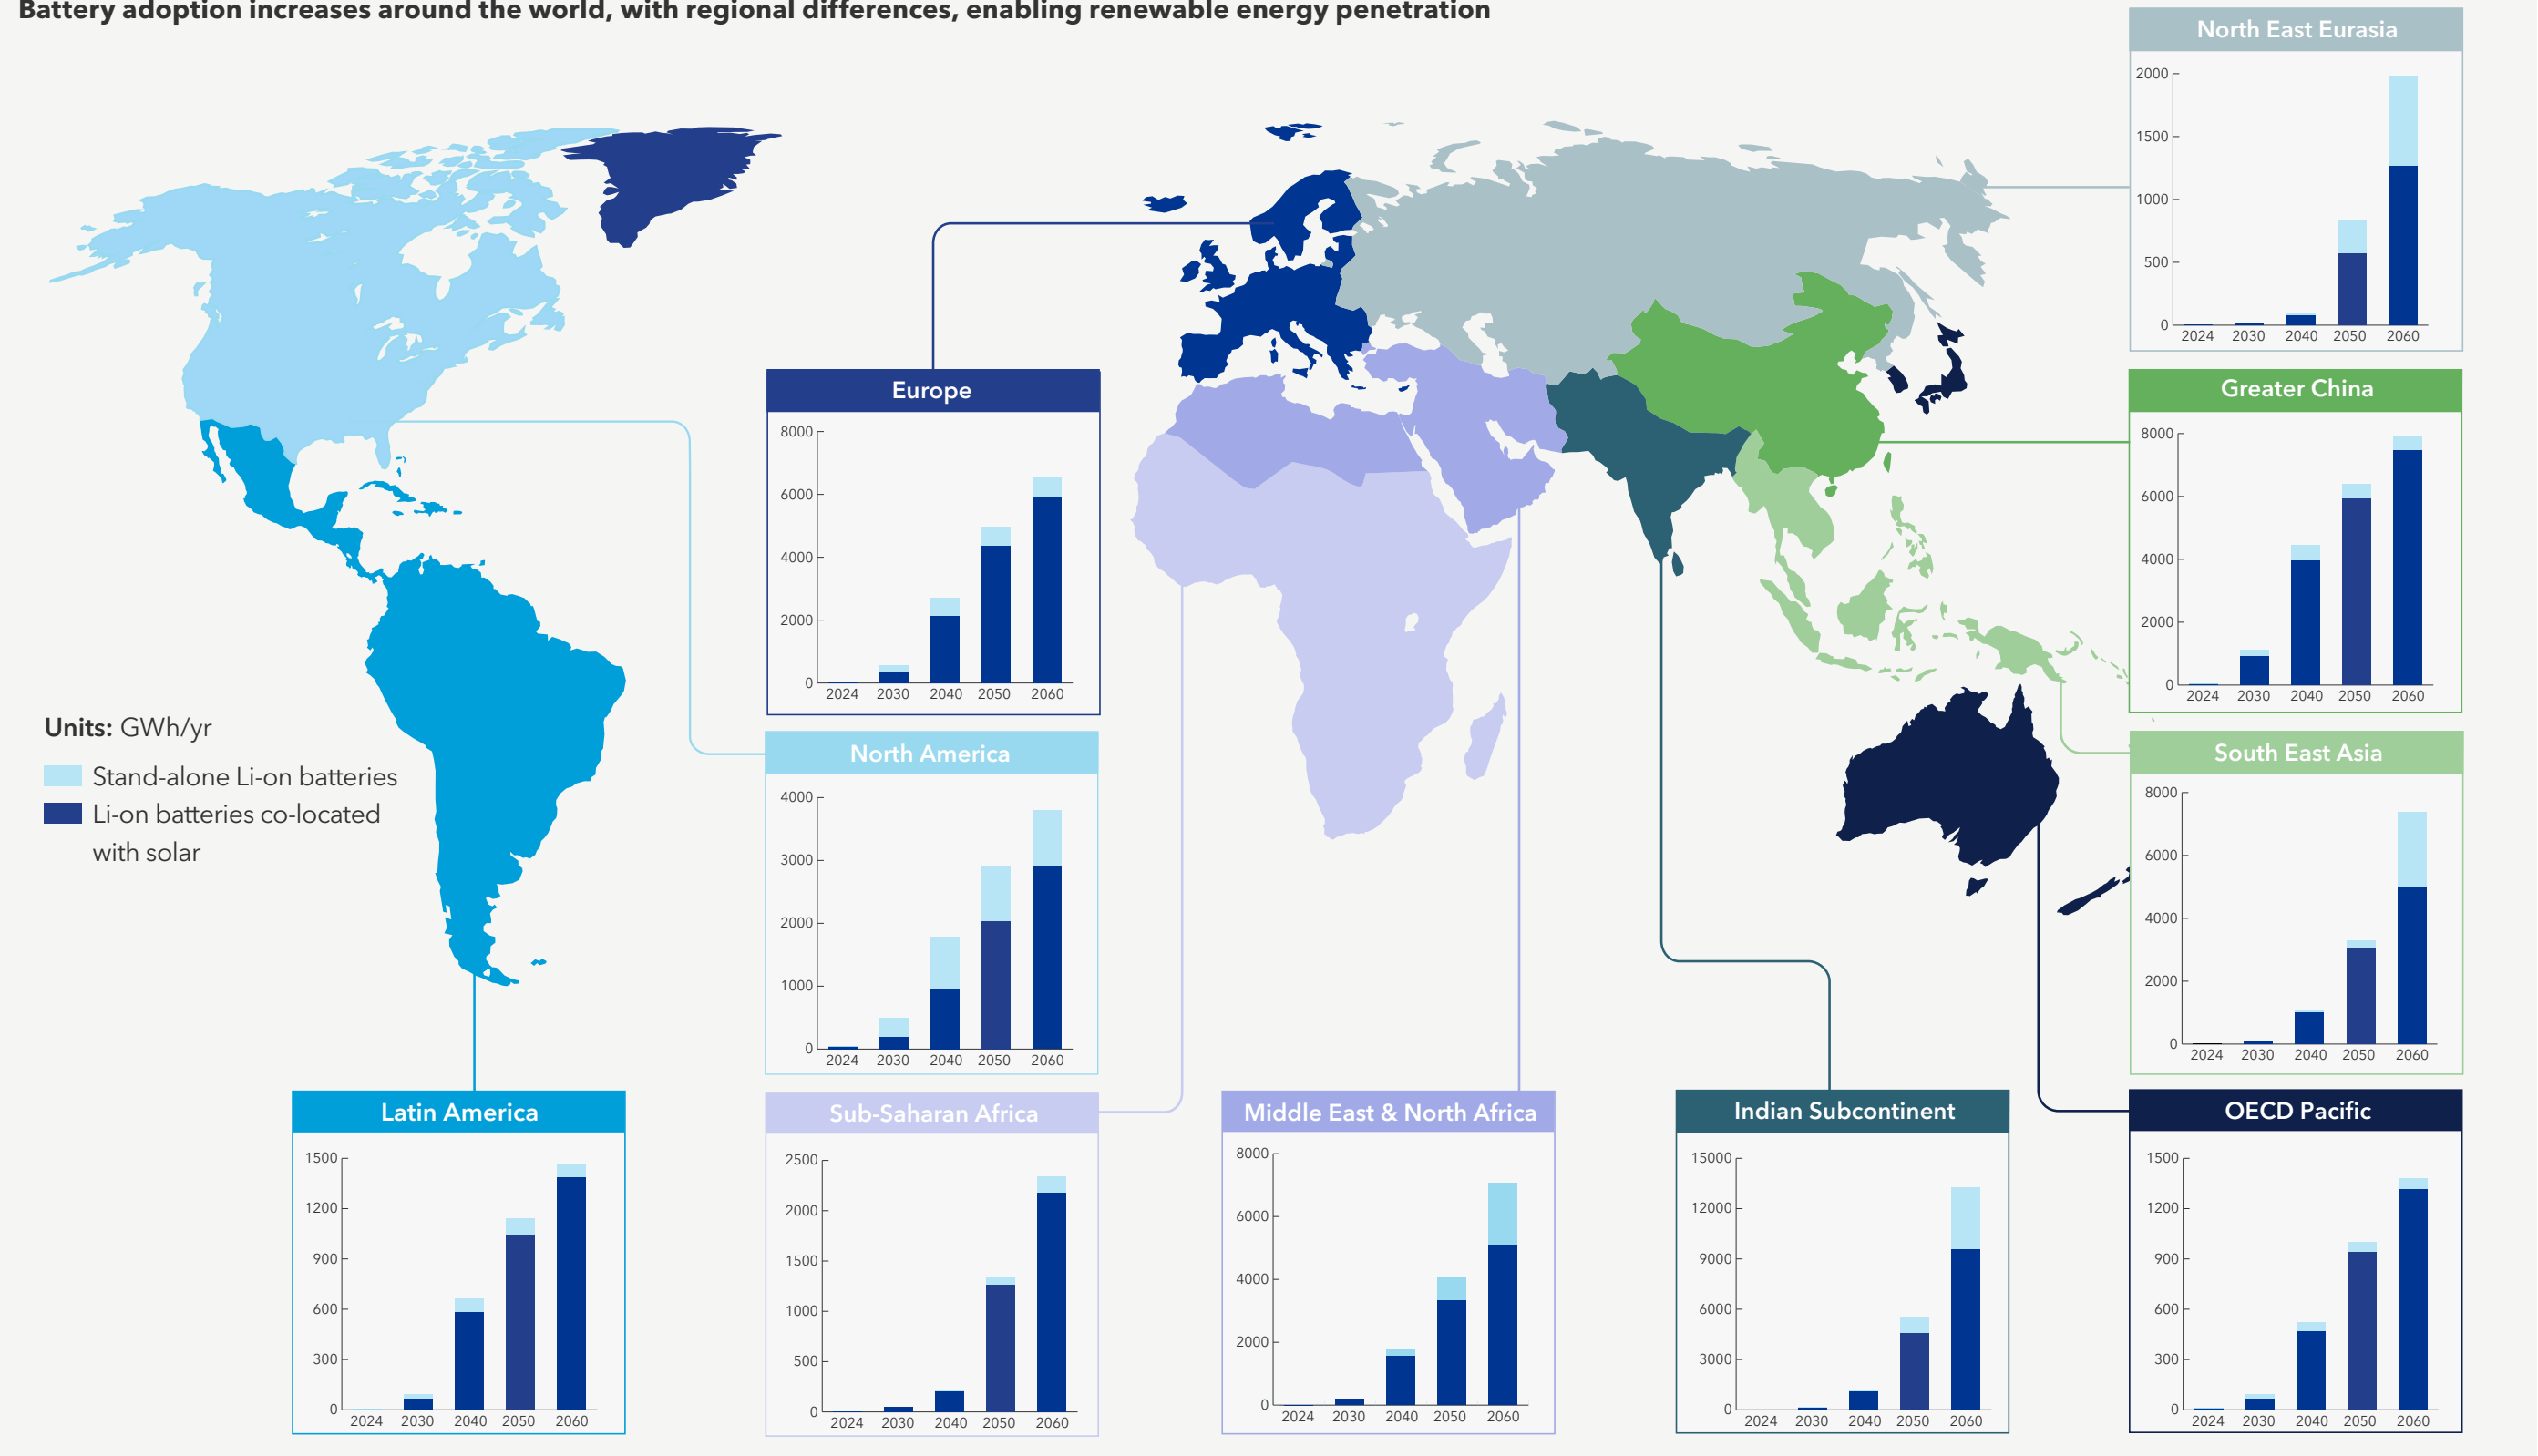 Battery adoption increases around the world, with regional differences, enabling renewable energy penetration
Units: GWh/yr
Stand-alone Li-on batteries
Li-on batteries co-located
with solar
Europe
8000
6000
4000
2000
0
2024 2030 2040 2050 2060
North America
4000
3000
2000
1000
0
2024 2030 2040 2050 2060
Latin America
1500
1200
900
600
300
0
2024 2030 2040 2050 2060
Sub-Saharan Africa
2500
2000
1500
1000
500
0
2024 2030 2040 2050 2060
Middle East & North Africa
8000
6000
4000
2000
0
2024 2030 2040 2050 2060
Indian Subcontinent
15000
12000
9000
6000
3000
0
2024 2030 2040 2050 2060
North East Eurasia
2000
1500
1000
500
0
2024 2030 2040 2050 2060
Greater China
8000
6000
4000
2000
0
2024 2030 2040 2050 2060
South East Asia
8000
6000
4000
2000
0
2024 2030 2040 2050 2060
OECD Pacific
1500
1200
900
600
300
0
2024 2030 2040 2050 2060